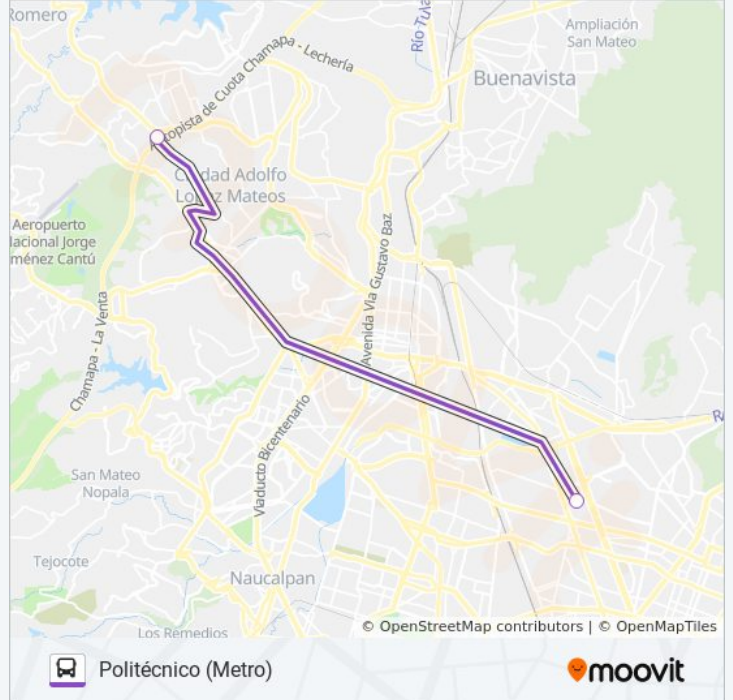 Romero
Autopista de Cuota Chamapa - Lechería
Río Tula
Ampliación
San Mateo
Buenavista
Ciudad Adolfo
López Mateos
Aeropuerto
Nacional Jorge
Jiménez Cantú
Avenida Vía Gustavo Baz
Chamapa - La Venta
Viaducto Bicentenario
San Mateo
Nopala
Tejocote
Naucalpan
Los Remedios
© OpenStreetMap contributors | © OpenMapTiles
Politécnico (Metro)
moovit